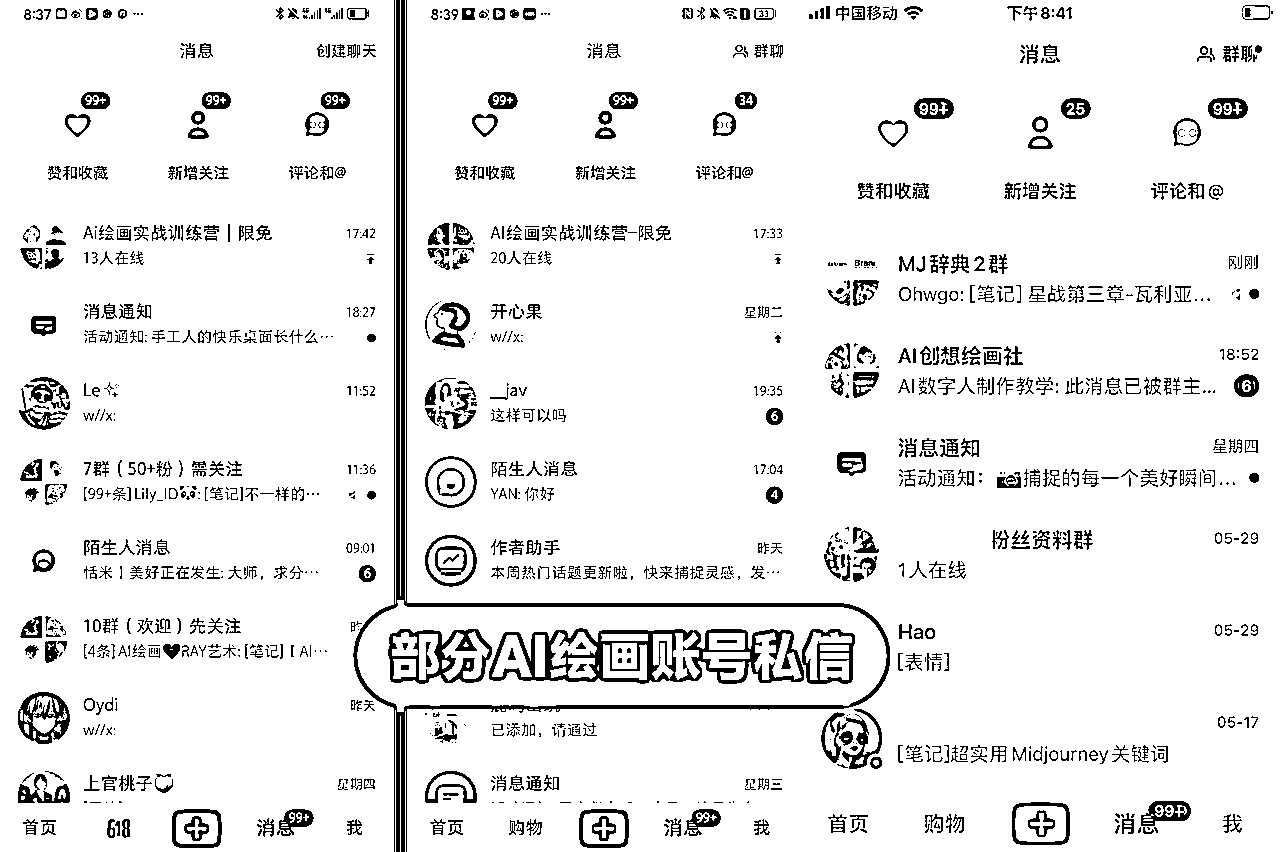 8:37
消息
创建聊天
99+
99+
99+
赞和收藏
新增关注
评论和@
Ai绘画实战训练营｜限免
17:42
13人在线
消息通知
18:27
活动通知: 手工人的快乐桌面长什么…
Le
11:52
w//x:
7群（50+粉）需关注
11:36
[99+条]Lily_ID: [笔记]不一样的…
陌生人消息
09:01
恬米】美好正在发生: 大师，求分…
6
10群（欢迎）先关注
[4条]AI绘画🖤RAY艺术: [笔记]【 AI…
Oydi
昨天
w//x:
上官桃子
星期四
首页
618
消息
99+
我
8:39
33
消息
群聊
99+
99+
34
赞和收藏
新增关注
评论和@
AI绘画实战训练营-限免
17:33
20人在线
开心果
星期二
w//x:
__jav
19:35
这样可以吗
6
陌生人消息
17:04
YAN: 你好
4
作者助手
昨天
本周热门话题更新啦，快来捕捉灵感，发…
部分AI绘画账号私信
已添加，请通过
消息通知
星期三
首页
购物
消息
99+
我
中国移动
下午8:41
消息
群聊
99+
25
99+
赞和收藏
新增关注
评论和@
MJ辞典2群
刚刚
Ohwgo: [笔记] 星战第三章-瓦利亚…
AI创想绘画社
18:52
AI数字人制作教学: 此消息已被群主…
6
消息通知
星期四
活动通知：📷捕捉的每一个美好瞬间…
粉丝资料群
05-29
1人在线
Hao
05-29
[表情]
05-17
[笔记]超实用Midjourney关键词
首页
购物
消息
99+
我